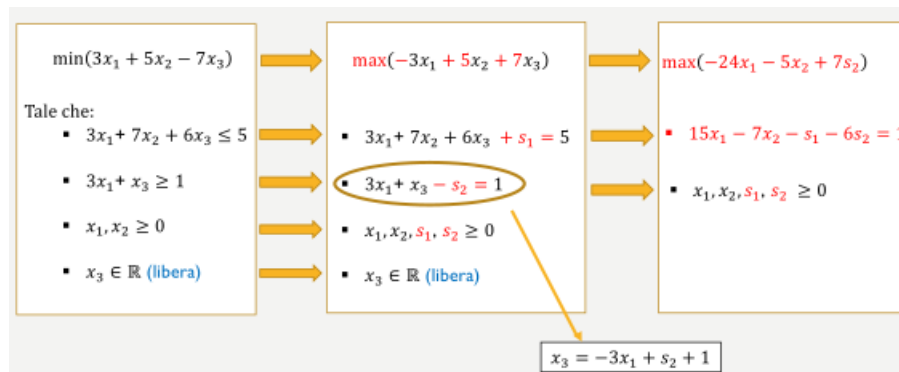 min(3x₁ + 5x₂ − 7x₃)
Tale che:
▪ 3x₁+ 7x₂ + 6x₃ ≤ 5
▪ 3x₁+ x₃ ≥ 1
▪ x₁, x₂ ≥ 0
▪ x₃ ∈ ℝ (libera)
max(−3x₁ + 5x₂ + 7x₃)
▪ 3x₁+ 7x₂ + 6x₃ + s₁ = 5
▪ 3x₁+ x₃ − s₂ = 1
▪ x₁, x₂, s₁, s₂ ≥ 0
▪ x₃ ∈ ℝ (libera)
max(−24x₁ − 5x₂ + 7s₂)
▪ 15x₁ − 7x₂ − s₁ − 6s₂ = 1
▪ x₁, x₂, s₁, s₂ ≥ 0
x₃ = −3x₁ + s₂ + 1